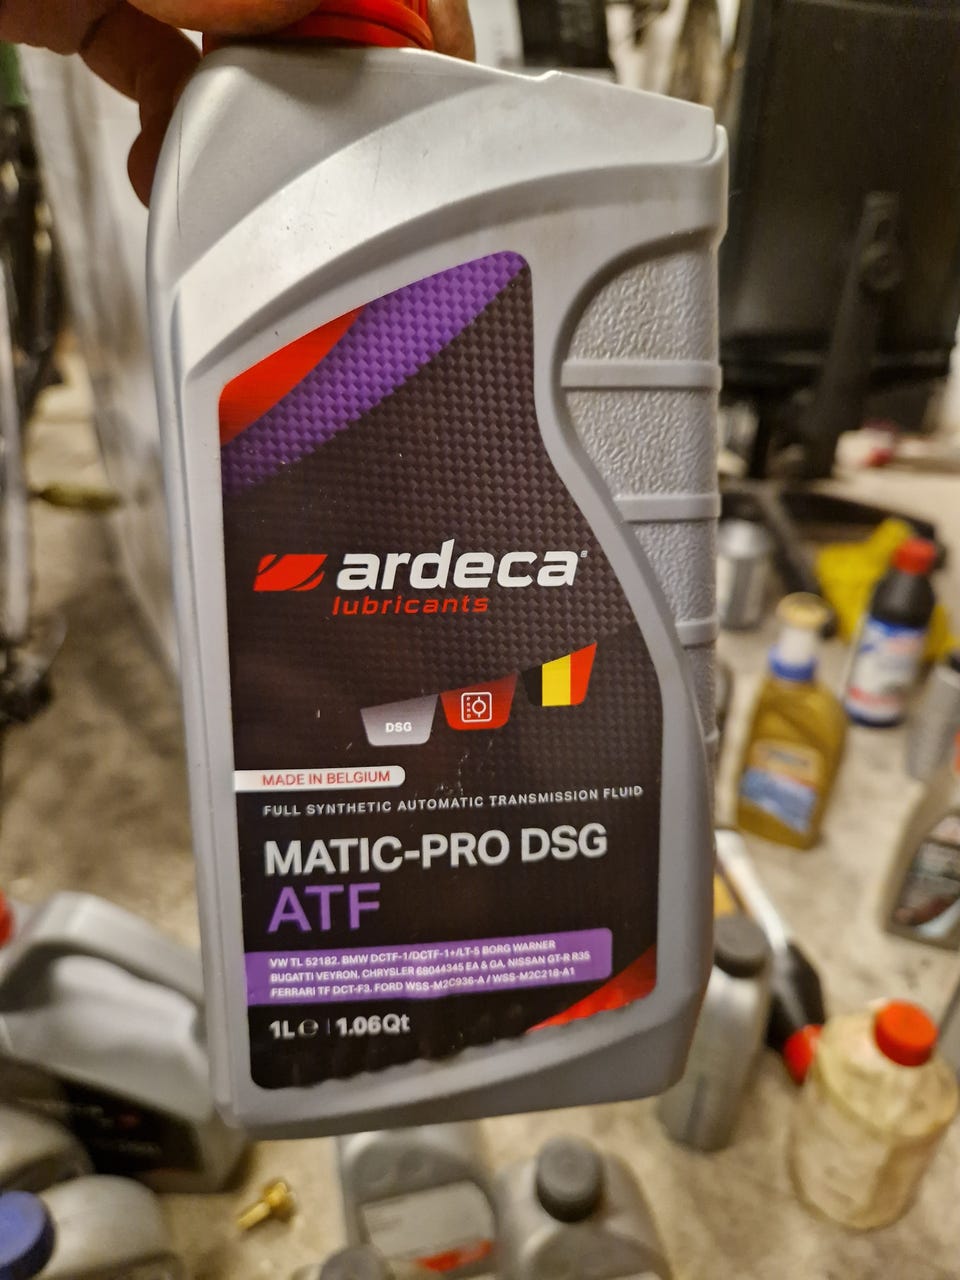 ardeca®
lubricants
DSG
MADE IN BELGIUM
FULL SYNTHETIC AUTOMATIC TRANSMISSION FLUID
MATIC-PRO DSG
ATF
VW TL 52182, BMW DCTF-1/DCTF-1+/LT-5 BORG WARNER
BUGATTI VEYRON, CHRYSLER 68044345 EA & GA, NISSAN GT-R R35
FERRARI TF DCT-F3, FORD WSS-M2C936-A / WSS-M2C218-A1
1L ℮ | 1.06Qt